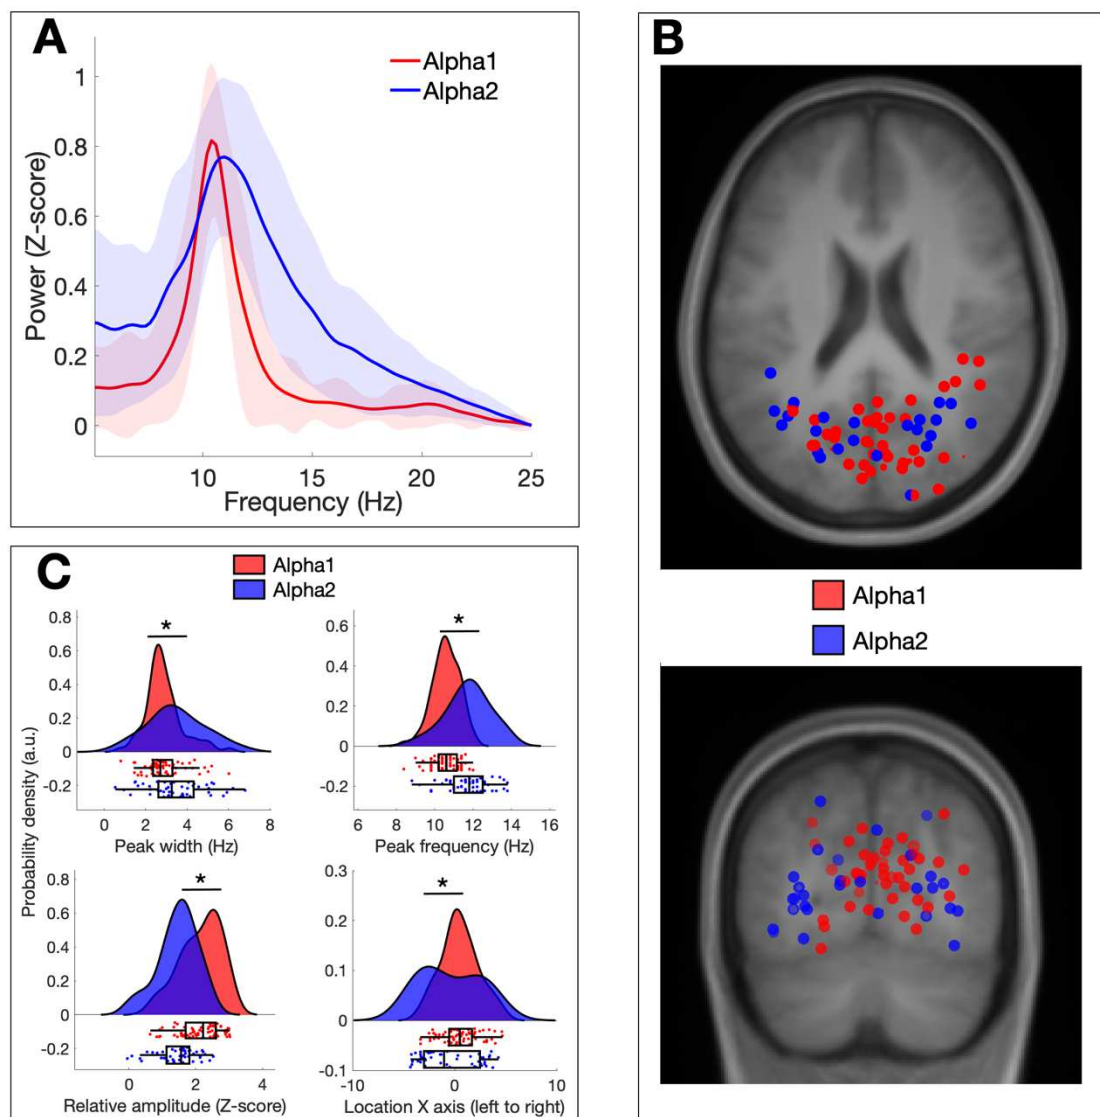 A
Alpha1
Alpha2
Power (Z-score)
1
0.8
0.6
0.4
0.2
0
10 15 20 25
Frequency (Hz)
B
Alpha1
Alpha2
C
Alpha1
Alpha2
Probability density (a.u.)
*
0.8
0.6
0.4
0.2
0
-0.2
0 2 4 6 8
Peak width (Hz)
*
0.6
0.4
0.2
0
-0.2
6 8 10 12 14 16
Peak frequency (Hz)
*
0.8
0.6
0.4
0.2
0
-0.2
0 2 4
Relative amplitude (Z-score)
*
0.3
0.2
0.1
0
-0.1
-10 0 10
Location X axis (left to right)